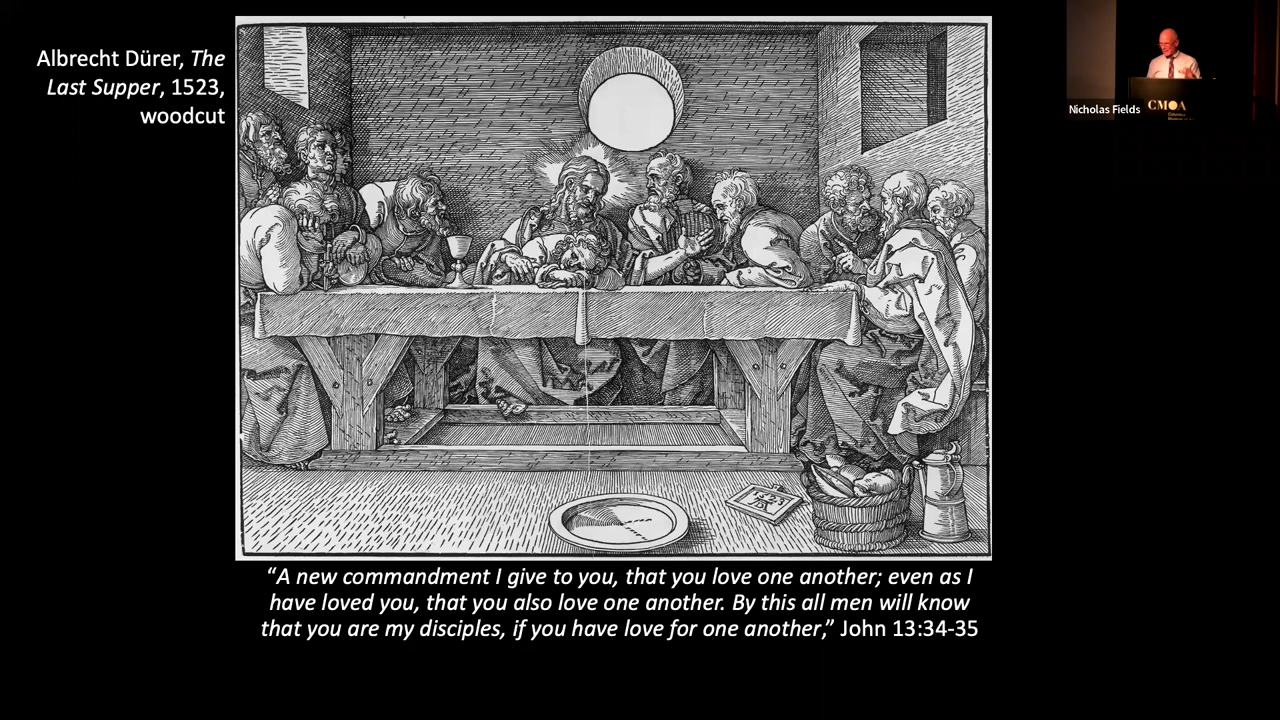 Albrecht Dürer, The
Last Supper, 1523,
woodcut
Nicholas Fields
CMOA
Columbus
1523
“A new commandment I give to you, that you love one another; even as I
have loved you, that you also love one another. By this all men will know
that you are my disciples, if you have love for one another,” John 13:34-35